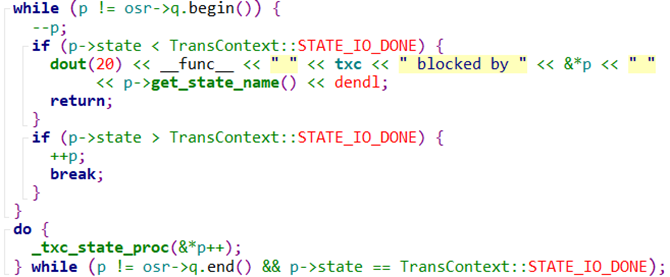 while (p != osr->q.begin()) {
--p;
if (p->state < TransContext::STATE_IO_DONE) {
dout(20) << __func__ << " " << txc << " blocked by " << &*p << " "
<< p->get_state_name() << dendl;
return;
}
if (p->state > TransContext::STATE_IO_DONE) {
++p;
break;
}
}
do {
_txc_state_proc(&*p++);
} while (p != osr->q.end() && p->state == TransContext::STATE_IO_DONE);